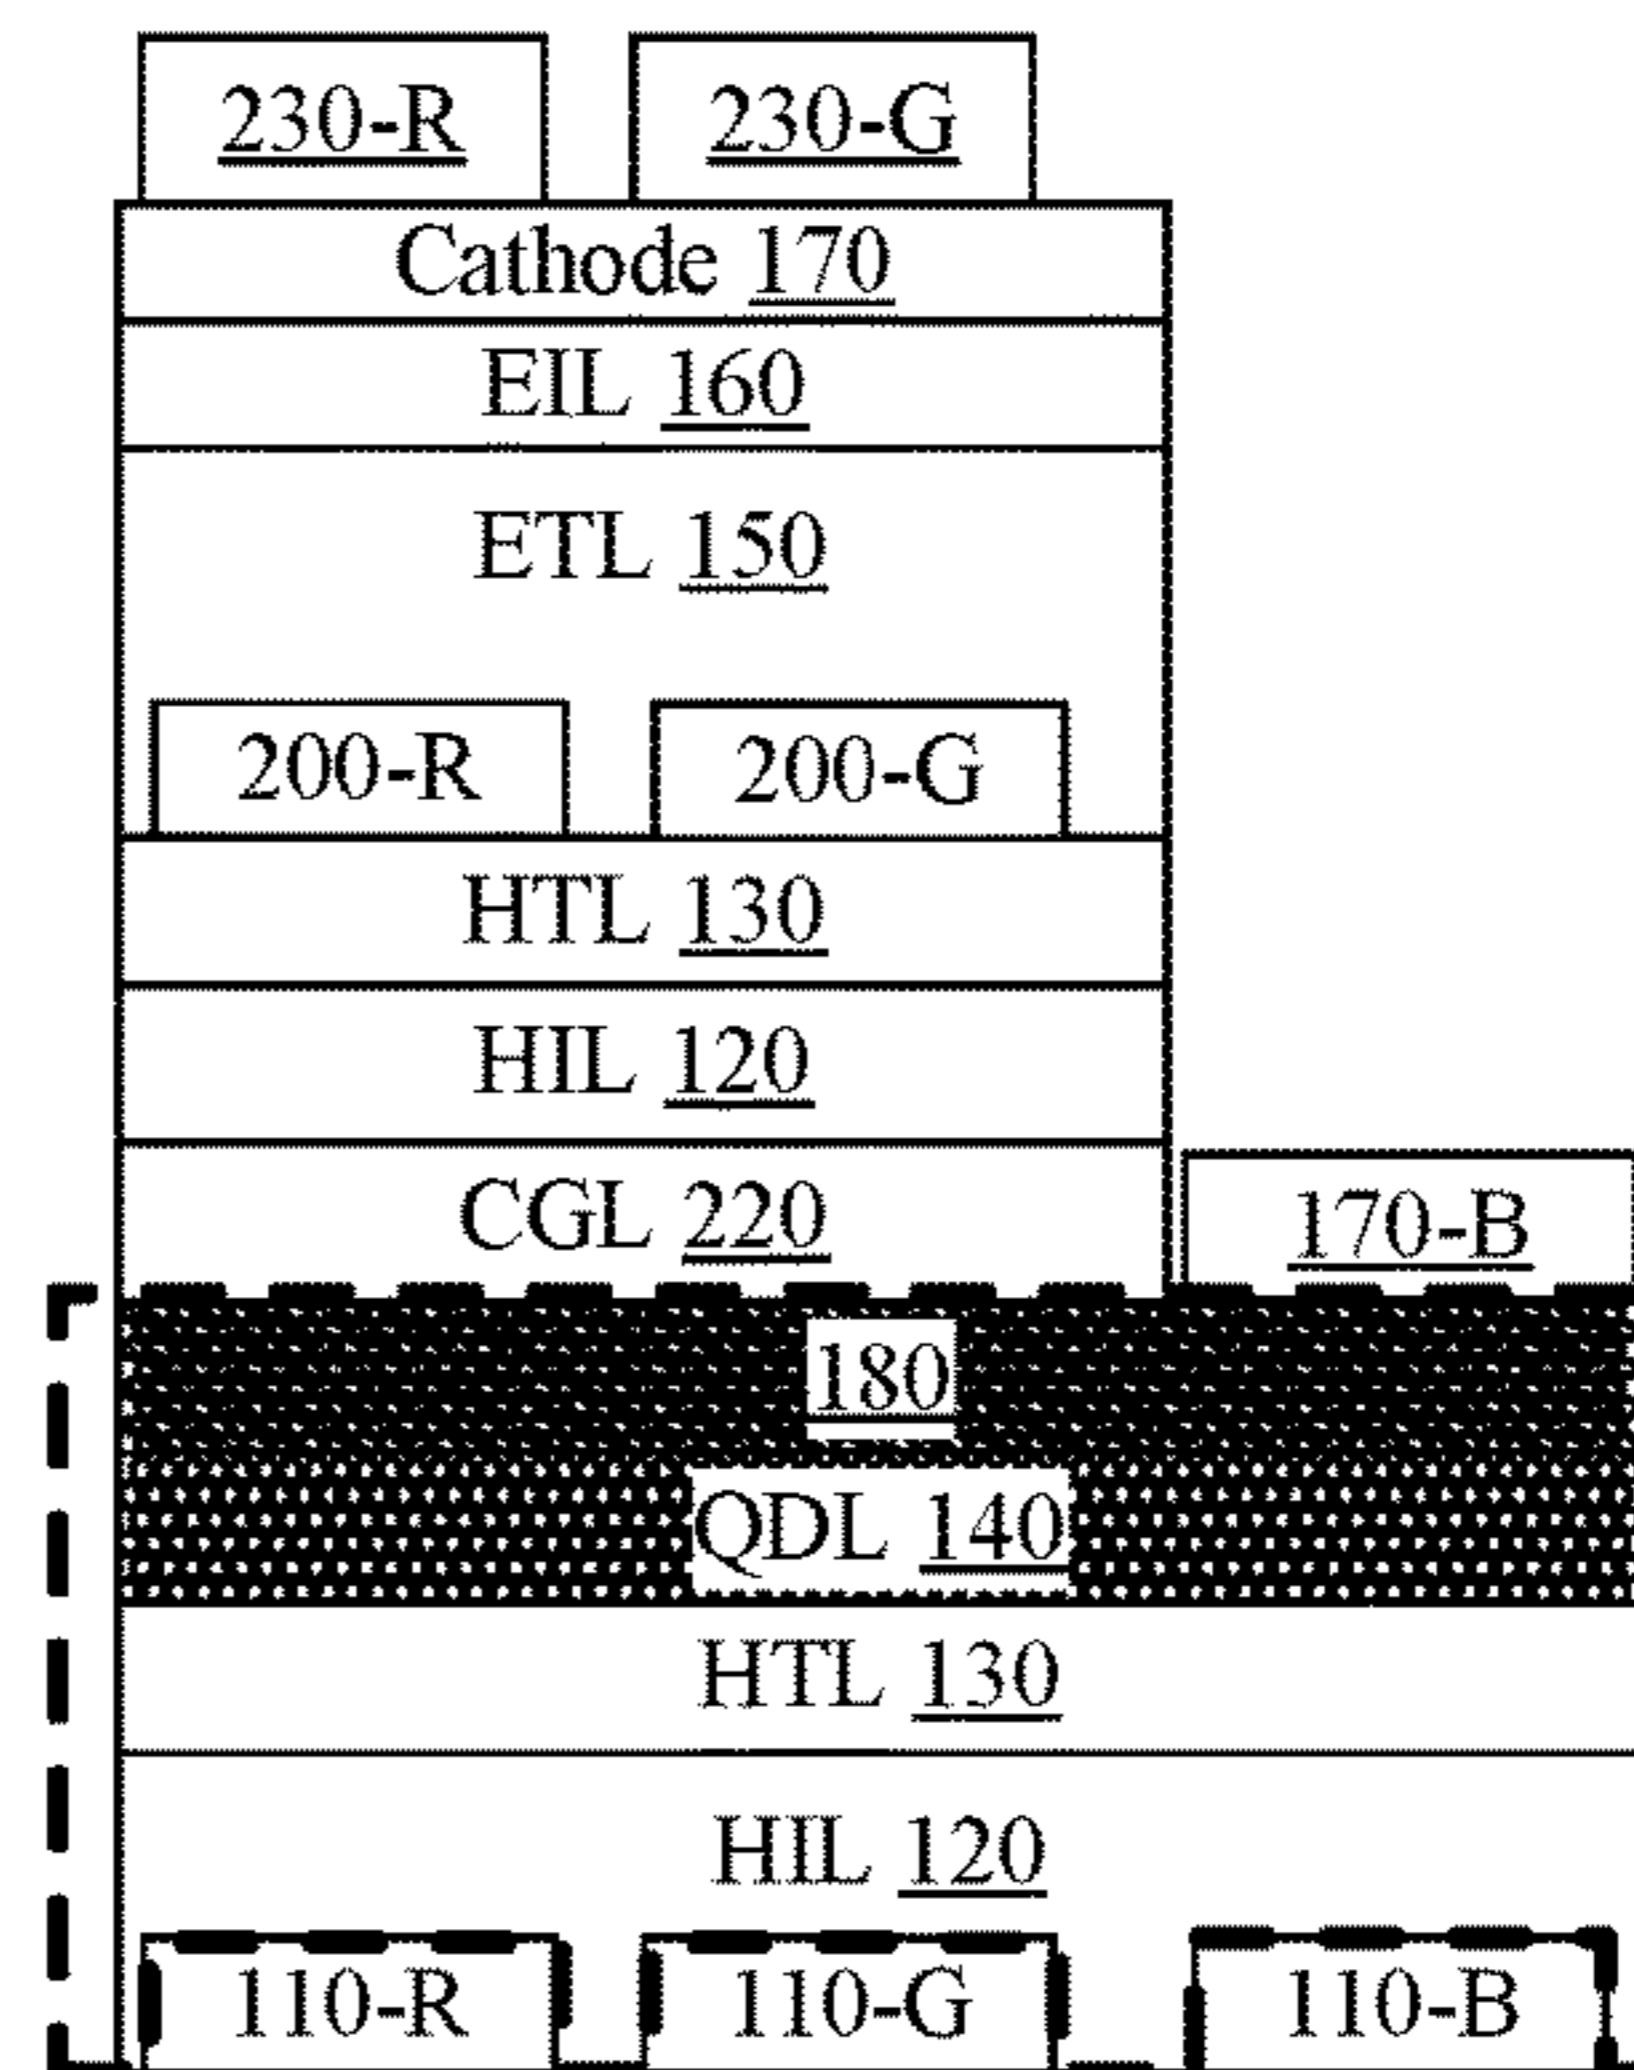 230-R 230-G
Cathode 170
EIL 160
ETL 150
200-R 200-G
HTL 130
HIL 120
CGL 220
170-B
180
QDL 140
HTL 130
HIL 120
110-R 110-G 110-B